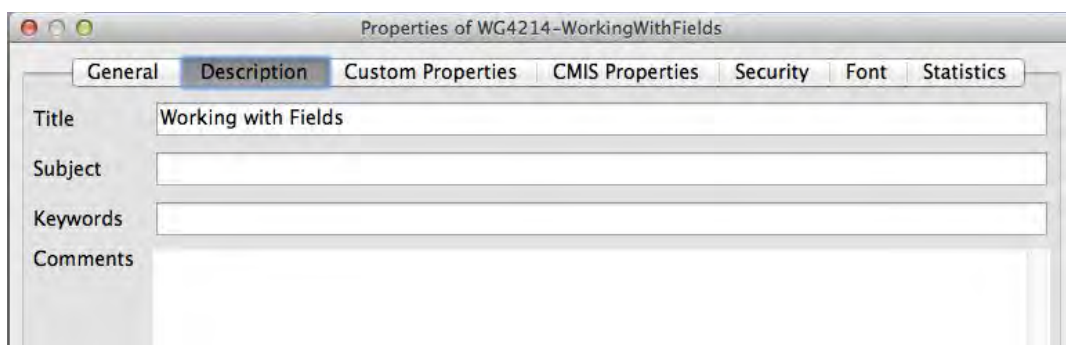 Properties of WG4214-WorkingWithFields
General Description Custom Properties CMIS Properties Security Font Statistics
Title Working with Fields
Subject
Keywords
Comments